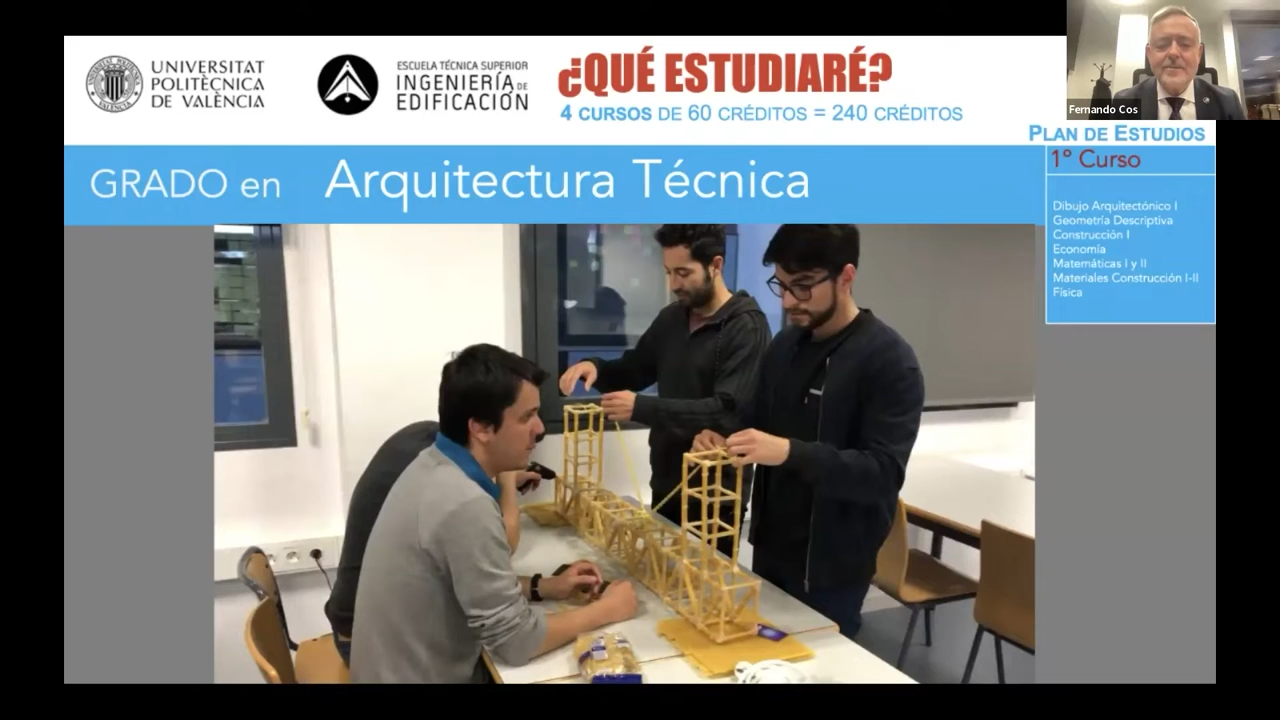 UNIVERSITAT
POLITÈCNICA
DE VALÈNCIA
ESCUELA TÉCNICA SUPERIOR
INGENIERÍA DE
EDIFICACIÓN
¿QUÉ ESTUDIARÉ?
4 CURSOS DE 60 CRÉDITOS = 240 CRÉDITOS
Fernando Cos
PLAN DE ESTUDIOS
GRADO en Arquitectura Técnica
1º Curso
Dibujo Arquitectónico I
Geometría Descriptiva
Construcción I
Economía
Matemáticas I y II
Materiales Construcción I-II
Física